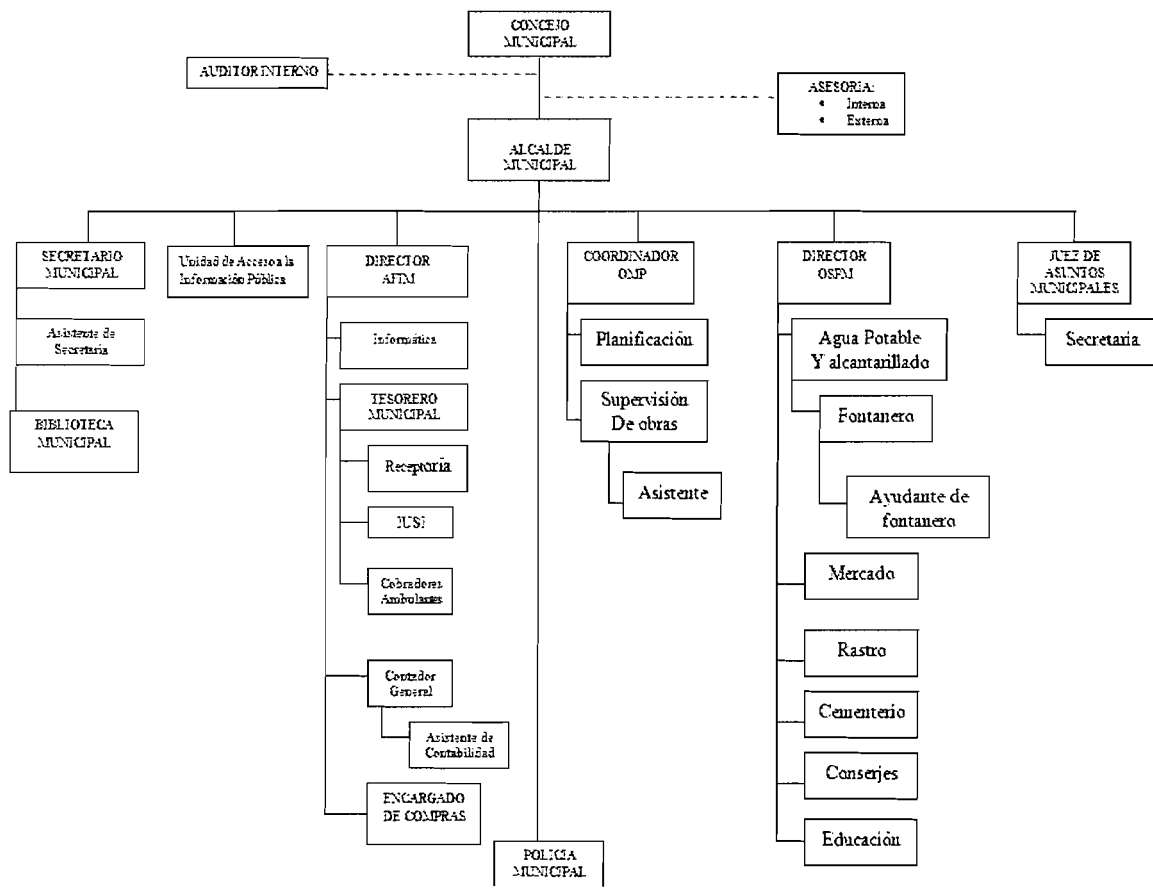 CONCEJO
MUNICIPAL
AUDITOR INTERNO
ASESORIA:
• Interna
• Externa
ALCALDE
MUNICIPAL
SECRETARIO
MUNICIPAL
Unidad de Acceso a la
Información Pública
DIRECTOR
AFIM
COORDINADOR
OMP
DIRECTOR
OSPM
JUEZ DE
ASUNTOS
MUNICIPALES
Asistente de
Secretaria
BIBLIOTECA
MUNICIPAL
Informática
TESORERO
MUNICIPAL
Receptoría
IUSI
Cobradores
Ambulantes
Contador
General
Asistente de
Contabilidad
ENCARGADO
DE COMPRAS
Planificación
Supervisión
De obras
Asistente
Agua Potable
Y alcantarillado
Fontanero
Ayudante de
fontanero
Mercado
Rastro
Cementerio
Conserjes
Educación
Secretaria
POLICIA
MUNICIPAL